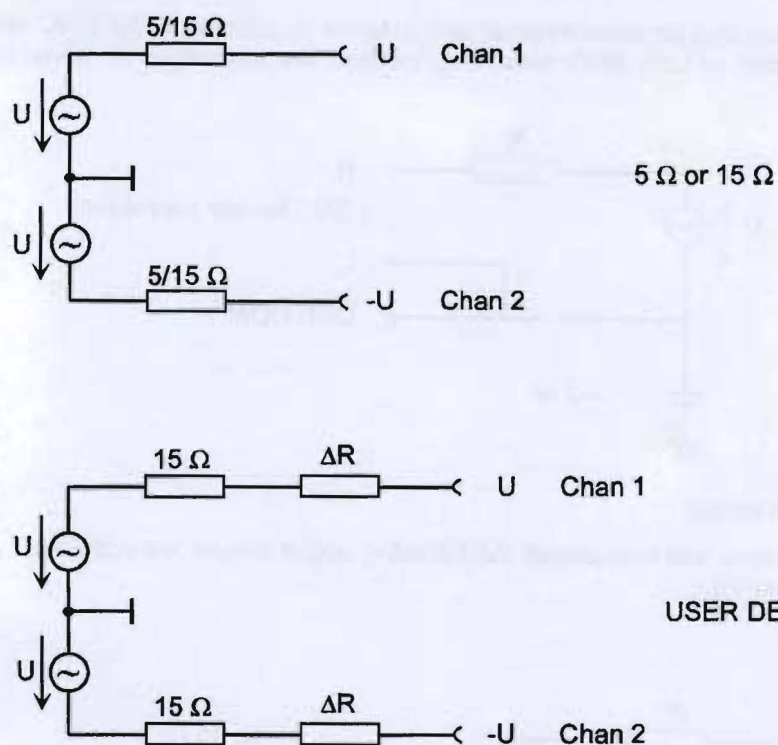 5/15 Ω
U Chan 1
U
5 Ω or 15 Ω
U
5/15 Ω
-U Chan 2
15 Ω ΔR
U Chan 1
U
USER DE
U
15 Ω ΔR
-U Chan 2